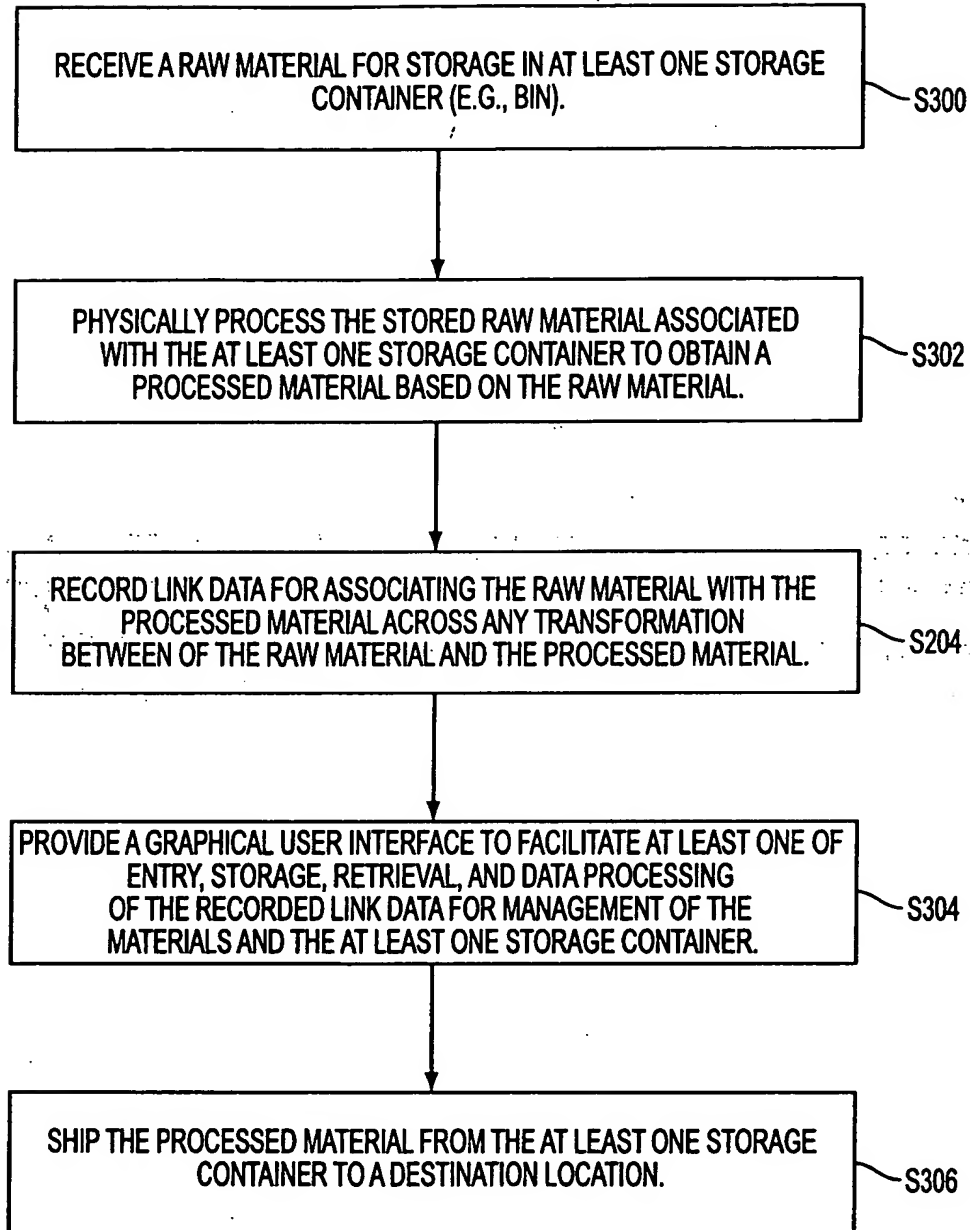 RECEIVE A RAW MATERIAL FOR STORAGE IN AT LEAST ONE STORAGE
CONTAINER (E.G., BIN).
S300
PHYSICALLY PROCESS THE STORED RAW MATERIAL ASSOCIATED
WITH THE AT LEAST ONE STORAGE CONTAINER TO OBTAIN A
PROCESSED MATERIAL BASED ON THE RAW MATERIAL.
S302
RECORD LINK DATA FOR ASSOCIATING THE RAW MATERIAL WITH THE
PROCESSED MATERIAL ACROSS ANY TRANSFORMATION
BETWEEN OF THE RAW MATERIAL AND THE PROCESSED MATERIAL.
S204
PROVIDE A GRAPHICAL USER INTERFACE TO FACILITATE AT LEAST ONE OF
ENTRY, STORAGE, RETRIEVAL, AND DATA PROCESSING
OF THE RECORDED LINK DATA FOR MANAGEMENT OF THE
MATERIALS AND THE AT LEAST ONE STORAGE CONTAINER.
S304
SHIP THE PROCESSED MATERIAL FROM THE AT LEAST ONE STORAGE
CONTAINER TO A DESTINATION LOCATION.
S306